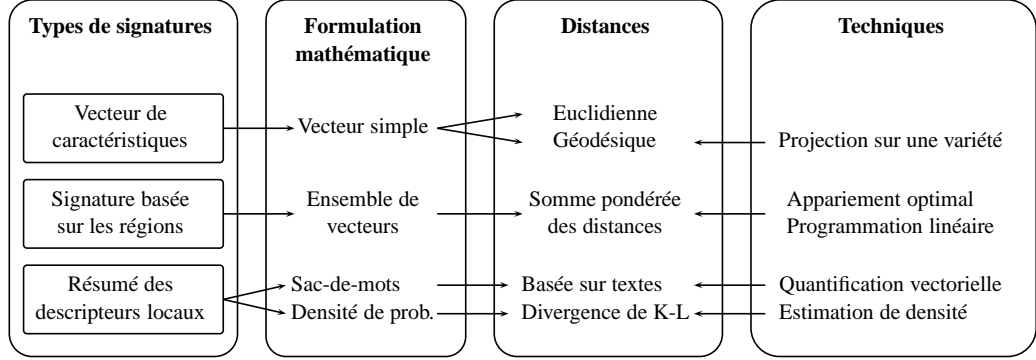 Types de signatures
Vecteur de
caractéristiques
Signature basée
sur les régions
Résumé des
descripteurs locaux
Formulation
mathématique
Vecteur simple
Ensemble de
vecteurs
Sac-de-mots
Densité de prob.
Distances
Euclidienne
Géodésique
Somme pondérée
des distances
Basée sur textes
Divergence de K-L
Techniques
Projection sur une variété
Appariement optimal
Programmation linéaire
Quantification vectorielle
Estimation de densité